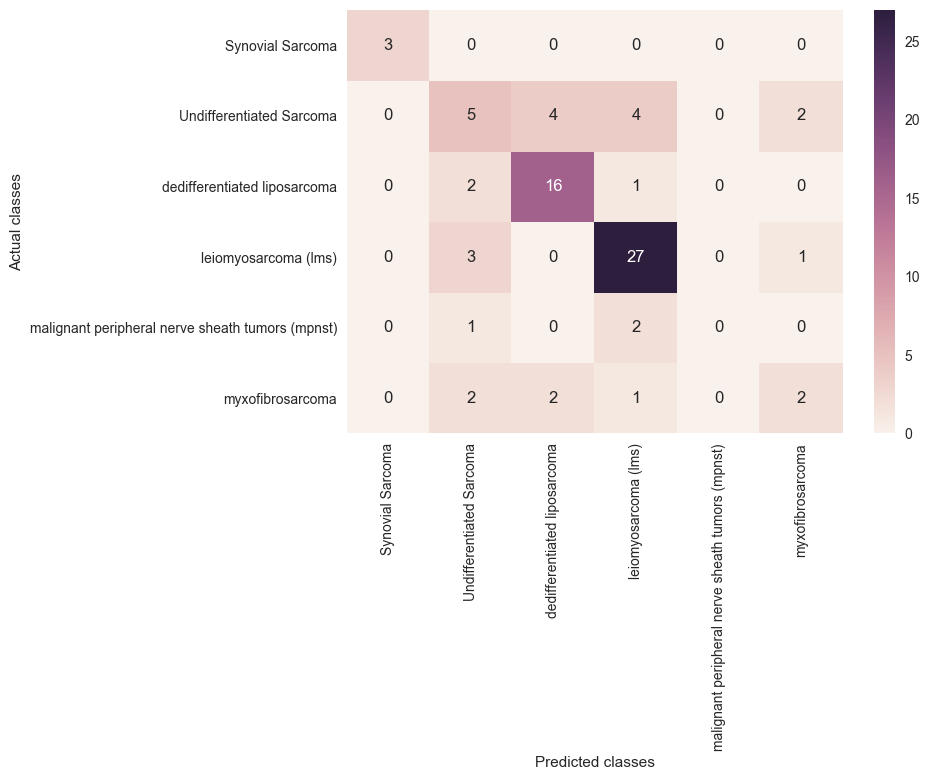 Synovial Sarcoma 3 0 0 0 0 0
Undifferentiated Sarcoma 0 5 4 4 0 2
dedifferentiated liposarcoma 0 2 16 1 0 0
leiomyosarcoma (lms) 0 3 0 27 0 1
malignant peripheral nerve sheath tumors (mpnst) 0 1 0 2 0 0
myxofibrosarcoma 0 2 2 1 0 2
Actual classes
Synovial Sarcoma
Undifferentiated Sarcoma
dedifferentiated liposarcoma
leiomyosarcoma (lms)
malignant peripheral nerve sheath tumors (mpnst)
myxofibrosarcoma
Predicted classes
25
20
15
10
5
0